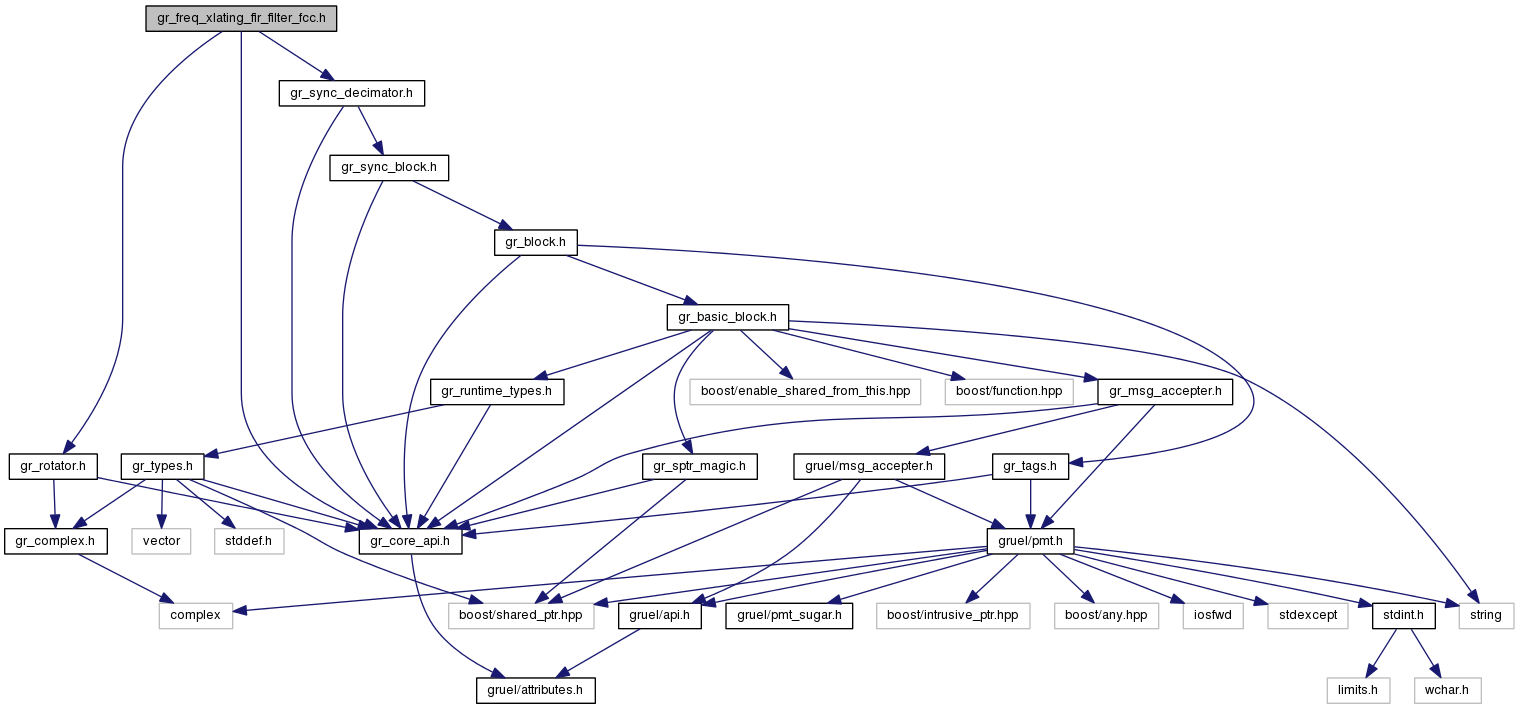 gr_freq_xlating_fir_filter_fcc.h
gr_sync_decimator.h
gr_sync_block.h
gr_block.h
gr_basic_block.h
gr_runtime_types.h
boost/enable_shared_from_this.hpp
boost/function.hpp
gr_msg_accepter.h
gr_rotator.h
gr_types.h
gr_sptr_magic.h
gruel/msg_accepter.h
gr_tags.h
gr_complex.h
vector
stddef.h
gr_core_api.h
gruel/pmt.h
complex
boost/shared_ptr.hpp
gruel/api.h
gruel/pmt_sugar.h
boost/intrusive_ptr.hpp
boost/any.hpp
iosfwd
stdexcept
stdint.h
string
gruel/attributes.h
limits.h
wchar.h